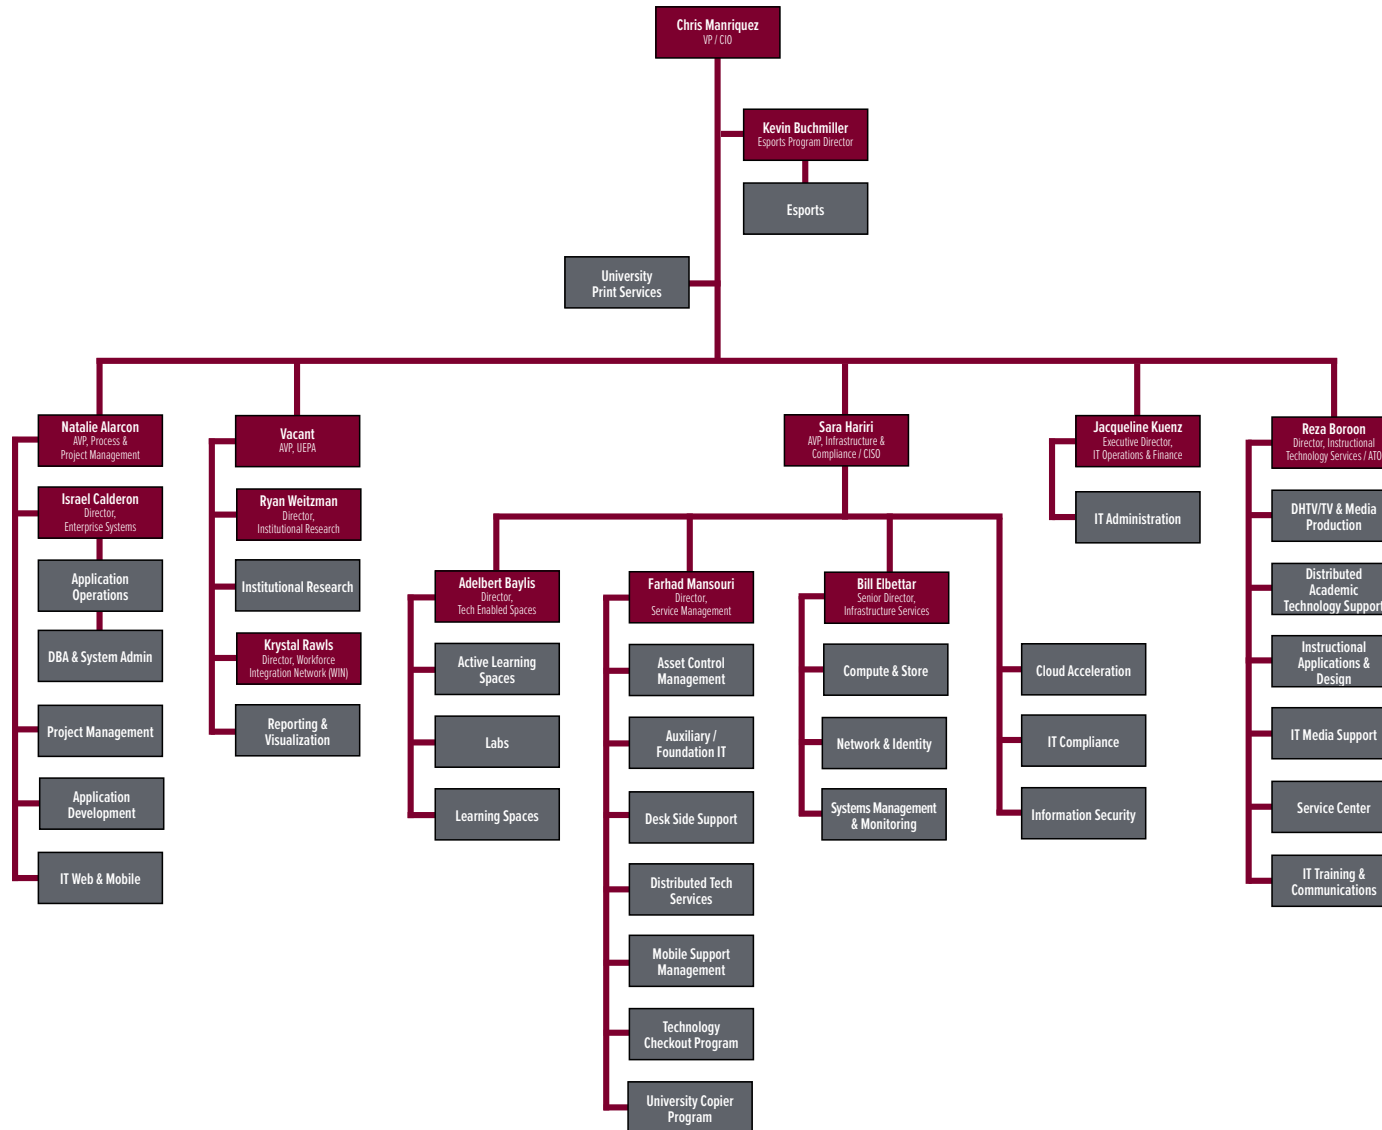 Chris Manriquez
VP / CIO
Kevin Buchmiller
Esports Program Director
Esports
University
Print Services
Natalie Alarcon
AVP, Process &
Project Management
Israel Calderon
Director,
Enterprise Systems
Application
Operations
DBA & System Admin
Project Management
Application
Development
IT Web & Mobile
Vacant
AVP, UEPA
Ryan Weitzman
Director,
Institutional Research
Institutional Research
Krystal Rawls
Director, Workforce
Integration Network (WIN)
Reporting &
Visualization
Sara Hariri
AVP, Infrastructure &
Compliance / CISO
Adelbert Baylis
Director,
Tech Enabled Spaces
Active Learning
Spaces
Labs
Learning Spaces
Farhad Mansouri
Director,
Service Management
Asset Control
Management
Auxiliary /
Foundation IT
Desk Side Support
Distributed Tech
Services
Mobile Support
Management
Technology
Checkout Program
University Copier
Program
Bill Elbettar
Senior Director,
Infrastructure Services
Compute & Store
Network & Identity
Systems Management
& Monitoring
Cloud Acceleration
IT Compliance
Information Security
Jacqueline Kuenz
Executive Director,
IT Operations & Finance
IT Administration
Reza Boroon
Director, Instructional
Technology Services / ATO
DHTV/TV & Media
Production
Distributed
Academic
Technology Support
Instructional
Applications &
Design
IT Media Support
Service Center
IT Training &
Communications